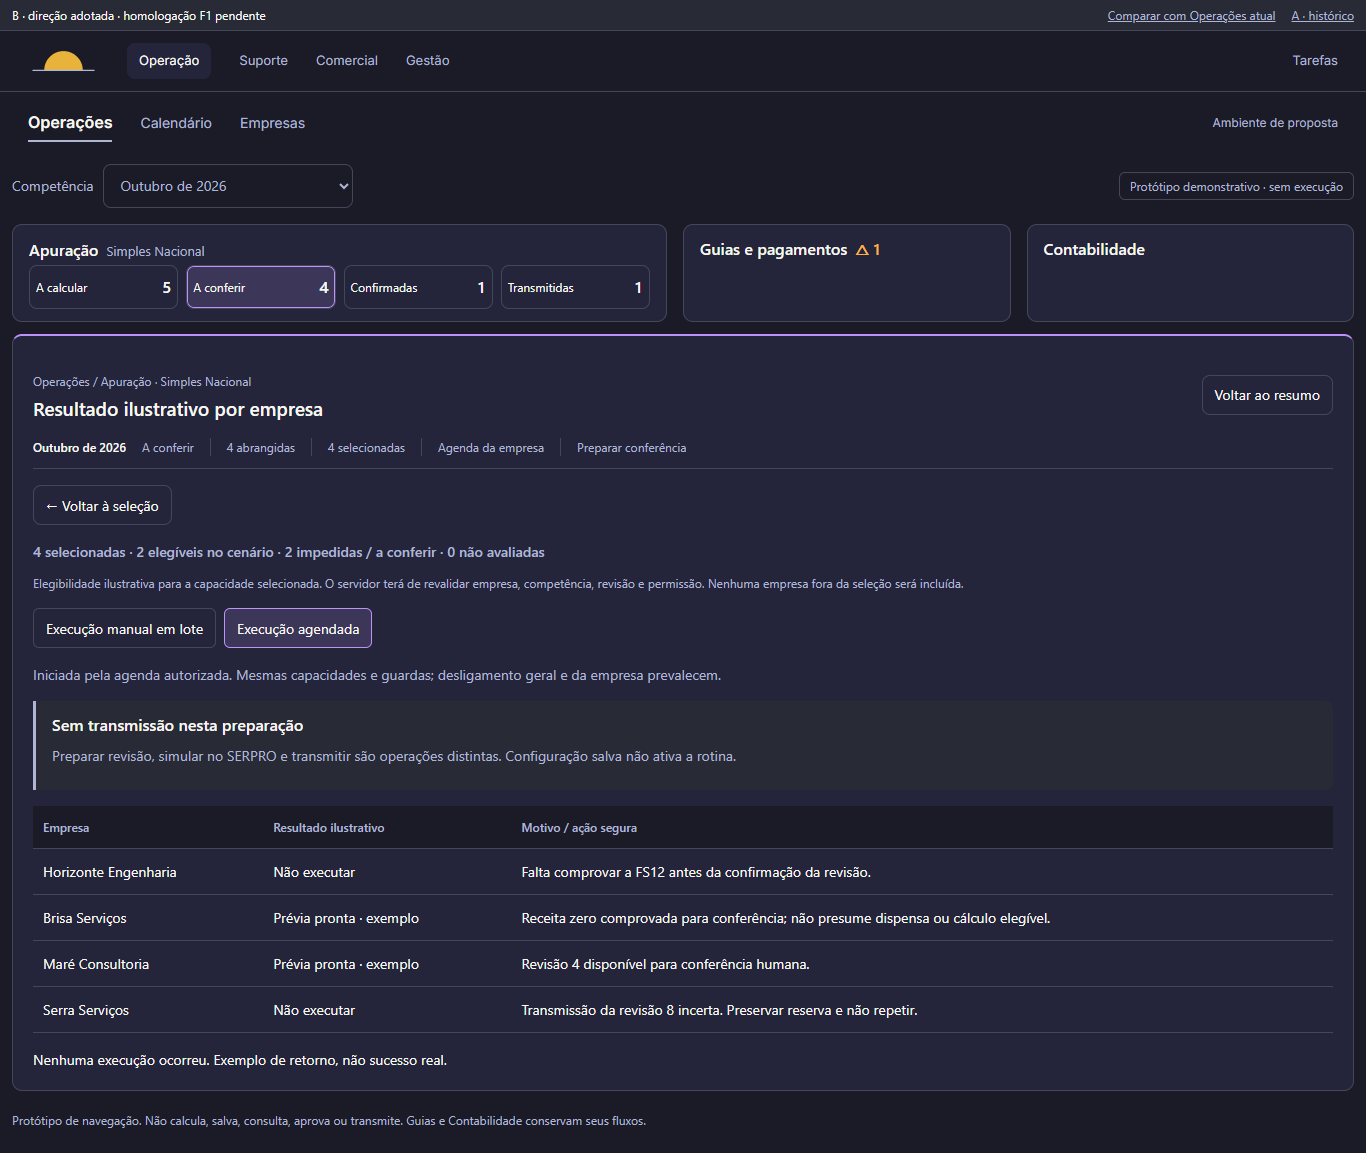 B · direção adotada · homologação F1 pendente
Comparar com Operações atual
A · histórico
Operação
Suporte
Comercial
Gestão
Tarefas
Operações
Calendário
Empresas
Ambiente de proposta
Competência
Outubro de 2026
Protótipo demonstrativo · sem execução
Apuração Simples Nacional
A calcular 5
A conferir 4
Confirmadas 1
Transmitidas 1
Guias e pagamentos △ 1
Contabilidade
Operações / Apuração · Simples Nacional
Resultado ilustrativo por empresa
Voltar ao resumo
Outubro de 2026
A conferir
4 abrangidas
4 selecionadas
Agenda da empresa
Preparar conferência
← Voltar à seleção
4 selecionadas · 2 elegíveis no cenário · 2 impedidas / a conferir · 0 não avaliadas
Elegibilidade ilustrativa para a capacidade selecionada. O servidor terá de revalidar empresa, competência, revisão e permissão. Nenhuma empresa fora da seleção será incluída.
Execução manual em lote
Execução agendada
Iniciada pela agenda autorizada. Mesmas capacidades e guardas; desligamento geral e da empresa prevalecem.
Sem transmissão nesta preparação
Preparar revisão, simular no SERPRO e transmitir são operações distintas. Configuração salva não ativa a rotina.
Empresa
Resultado ilustrativo
Motivo / ação segura
Horizonte Engenharia
Não executar
Falta comprovar a FS12 antes da confirmação da revisão.
Brisa Serviços
Prévia pronta · exemplo
Receita zero comprovada para conferência; não presume dispensa ou cálculo elegível.
Maré Consultoria
Prévia pronta · exemplo
Revisão 4 disponível para conferência humana.
Serra Serviços
Não executar
Transmissão da revisão 8 incerta. Preservar reserva e não repetir.
Nenhuma execução ocorreu. Exemplo de retorno, não sucesso real.
Protótipo de navegação. Não calcula, salva, consulta, aprova ou transmite. Guias e Contabilidade conservam seus fluxos.